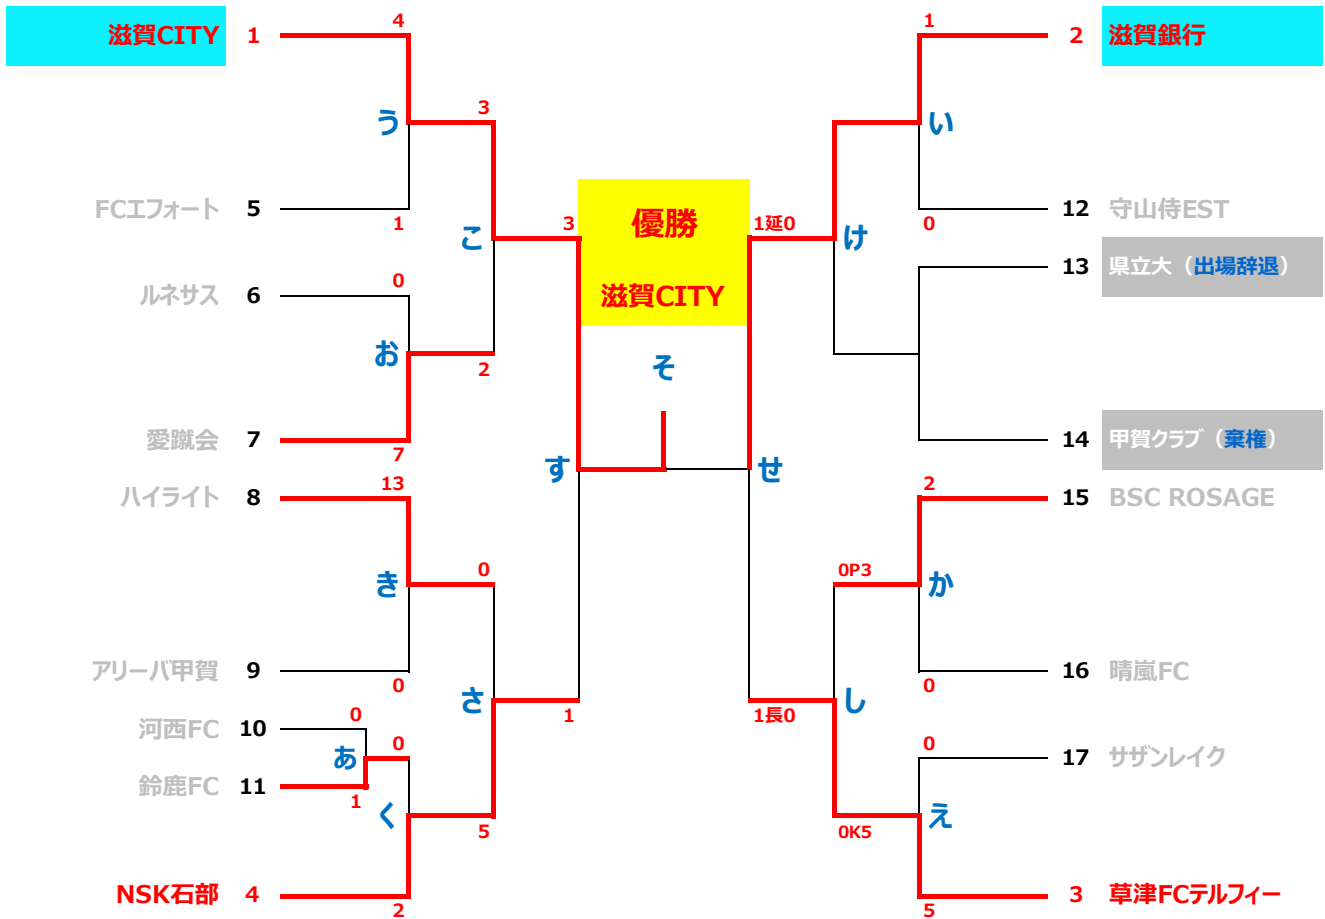 滋賀CITY 1 4 1 2 滋賀銀行
3
う い
FCエフォート 5 1 0 12 守山侍EST
優勝
こ 3 1延0 け
県立大（出場辞退） 13
ルネサス 6 0
滋賀CITY
お 2 そ
愛蹴会 7 7
14 甲賀クラブ（棄権）
す せ
ハイライト 8 13 2 15 BSC ROSAGE
き 0 0P3 か
アリーバ甲賀 9 0 0 16 晴嵐FC
さ 1 1長0 し
河西FC 10 0
あ 0 0 17 サザンレイク
鈴鹿FC 11 1
く 5 0K5 え
NSK石部 4 2 5 3 草津FCテルフィー